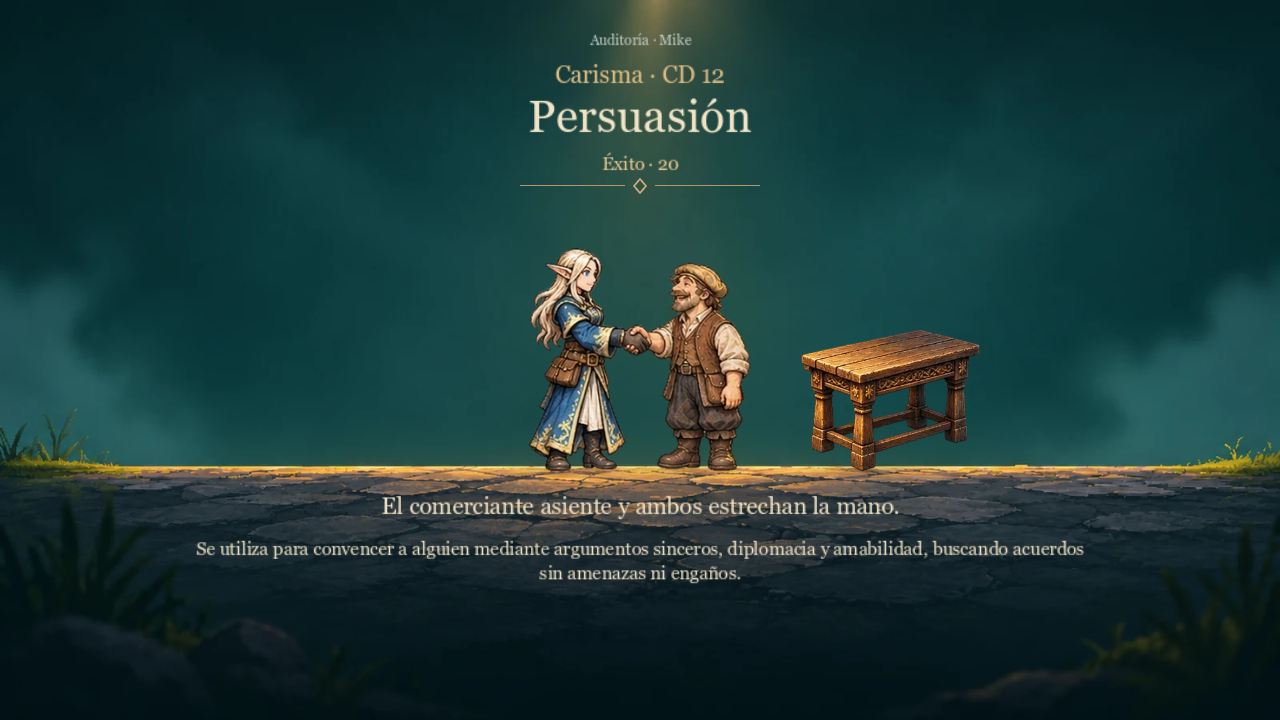 Auditoría · Mike
Carisma · CD 12
Persuasión
Éxito · 20
El comerciante asiente y ambos estrechan la mano.
Se utiliza para convencer a alguien mediante argumentos sinceros, diplomacia y amabilidad, buscando acuerdos
sin amenazas ni engaños.